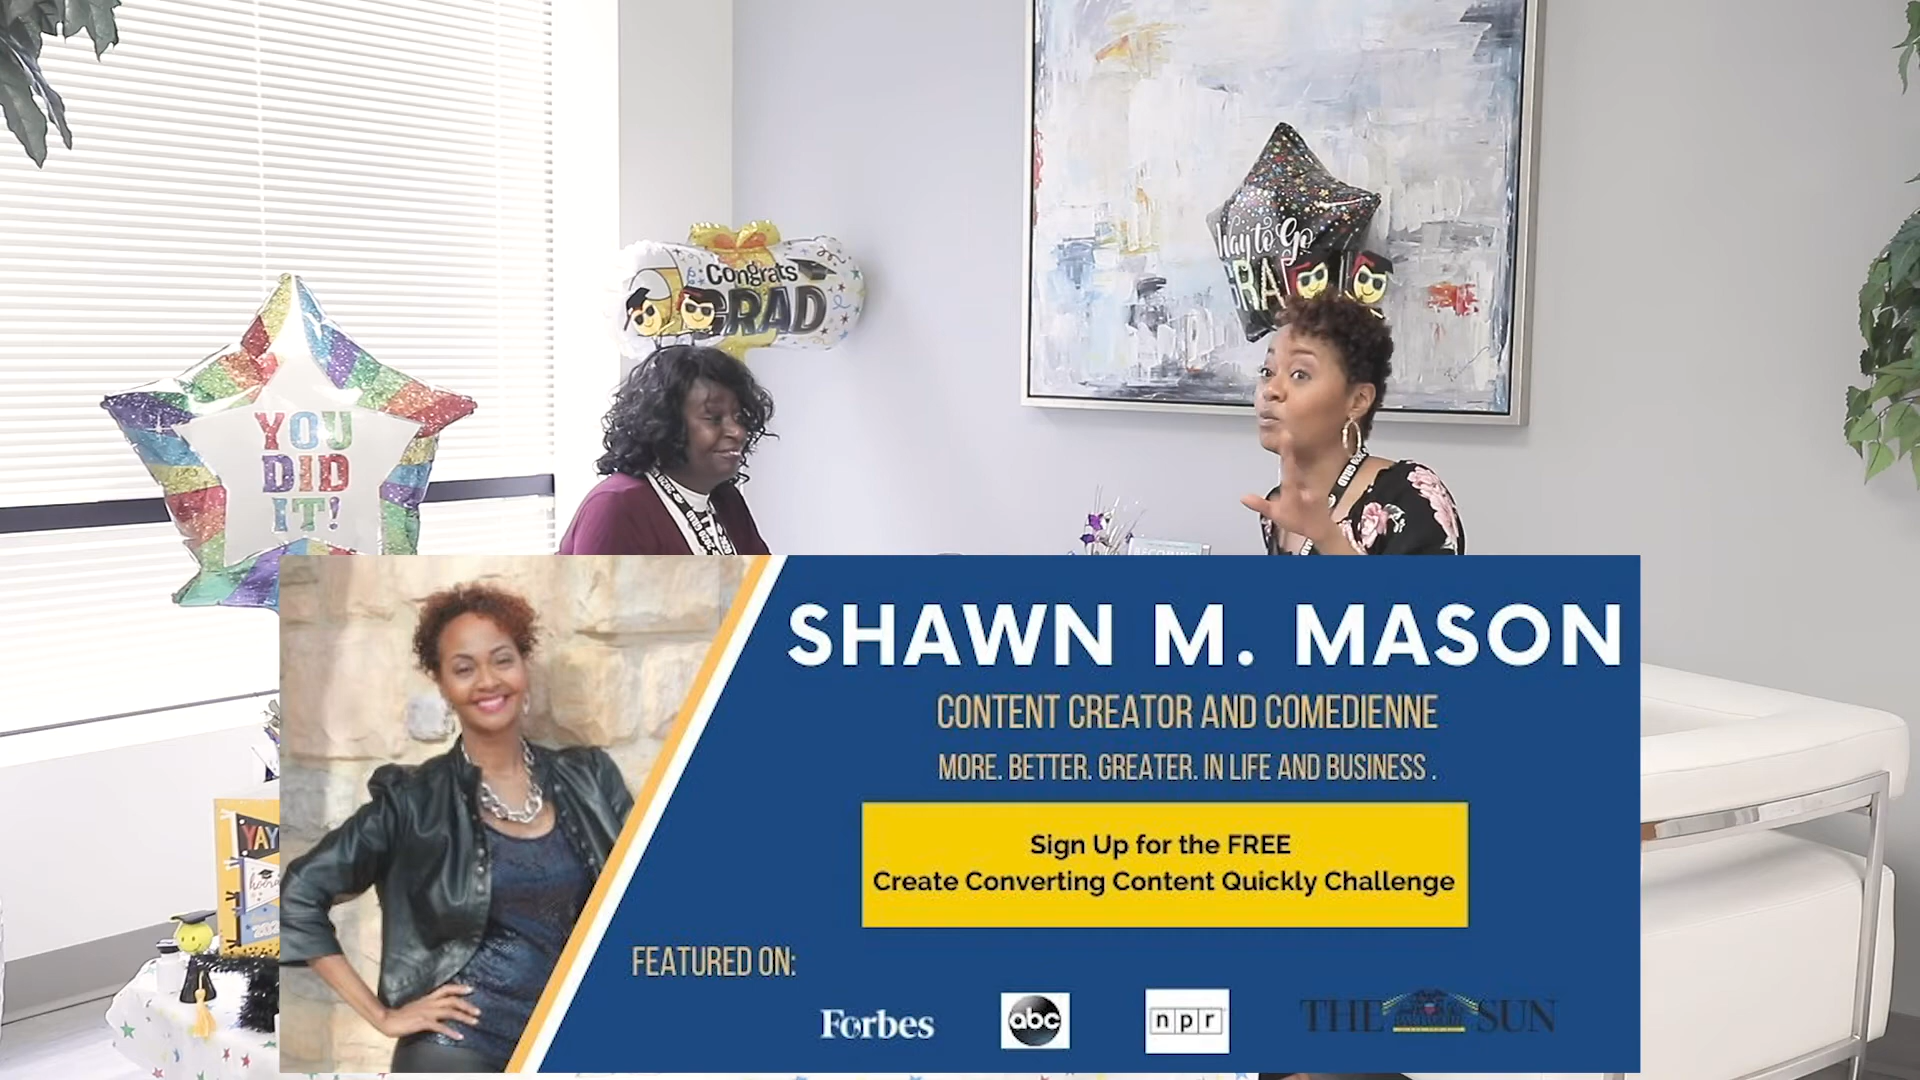 Way to Go
GRAD
Congrats
GRAD
YOU
DID
IT!
SHAWN M. MASON
CONTENT CREATOR AND COMEDIENNE
MORE. BETTER. GREATER. IN LIFE AND BUSINESS .
Sign Up for the FREE
Create Converting Content Quickly Challenge
YAY
FEATURED ON:
Forbes
abc
npr
THE SUN